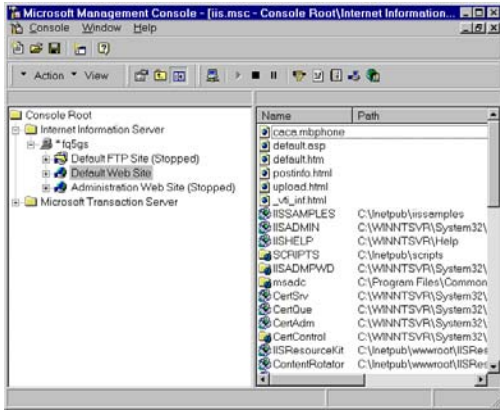 Microsoft Management Console - [iis.msc - Console Root\Internet Information...
Console Window Help
Action View
Console Root
Internet Information Server
* fq5gs
Default FTP Site (Stopped)
Default Web Site
Administration Web Site (Stopped)
Microsoft Transaction Server
Name Path
caca.mbphone
default.asp
default.htm
postinfo.html
upload.html
_vti_inf.html
IISSAMPLES C:\Inetpub\iissamples
IISADMIN C:\WINNTSVR\System32\
IISHELP C:\WINNTSVR\Help
SCRIPTS C:\Inetpub\scripts
IISADMPWD C:\WINNTSVR\System32\
msadc C:\Program Files\Common
CertSrv C:\WINNTSVR\System32\
CertQue C:\WINNTSVR\System32\
CertAdm C:\WINNTSVR\System32\
CertControl C:\WINNTSVR\System32\
IISResourceKit C:\Inetpub\wwwroot\IISRes
ContentRotator C:\Inetpub\wwwroot\IISRes